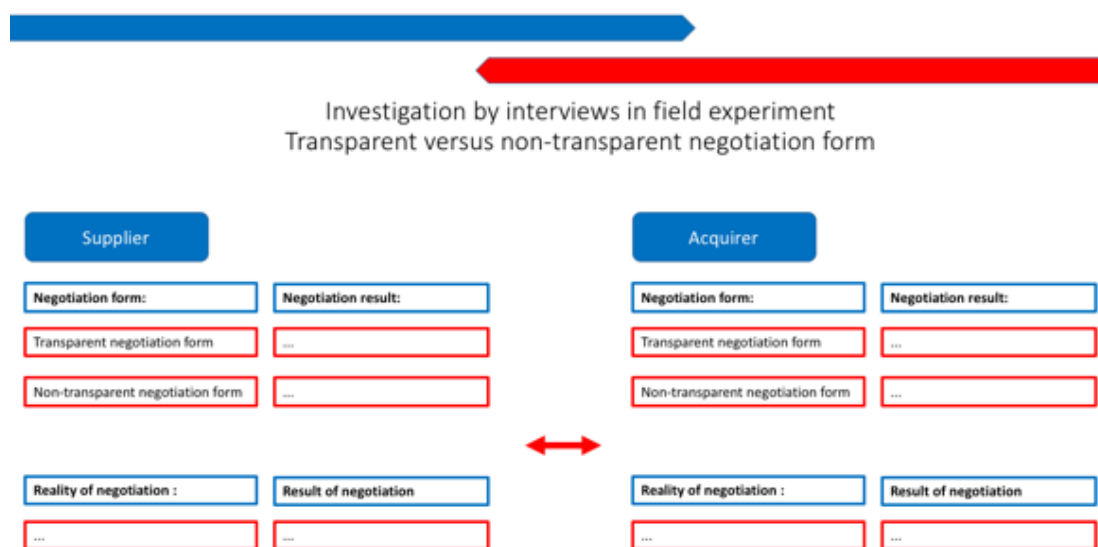 Investigation by interviews in field experiment
Transparent versus non-transparent negotiation form
Supplier
Acquirer
Negotiation form:
Negotiation result:
Negotiation form:
Negotiation result:
Transparent negotiation form
...
Transparent negotiation form
...
Non-transparent negotiation form
...
Non-transparent negotiation form
...
Reality of negotiation :
Result of negotiation
Reality of negotiation :
Result of negotiation
...
...
...
...